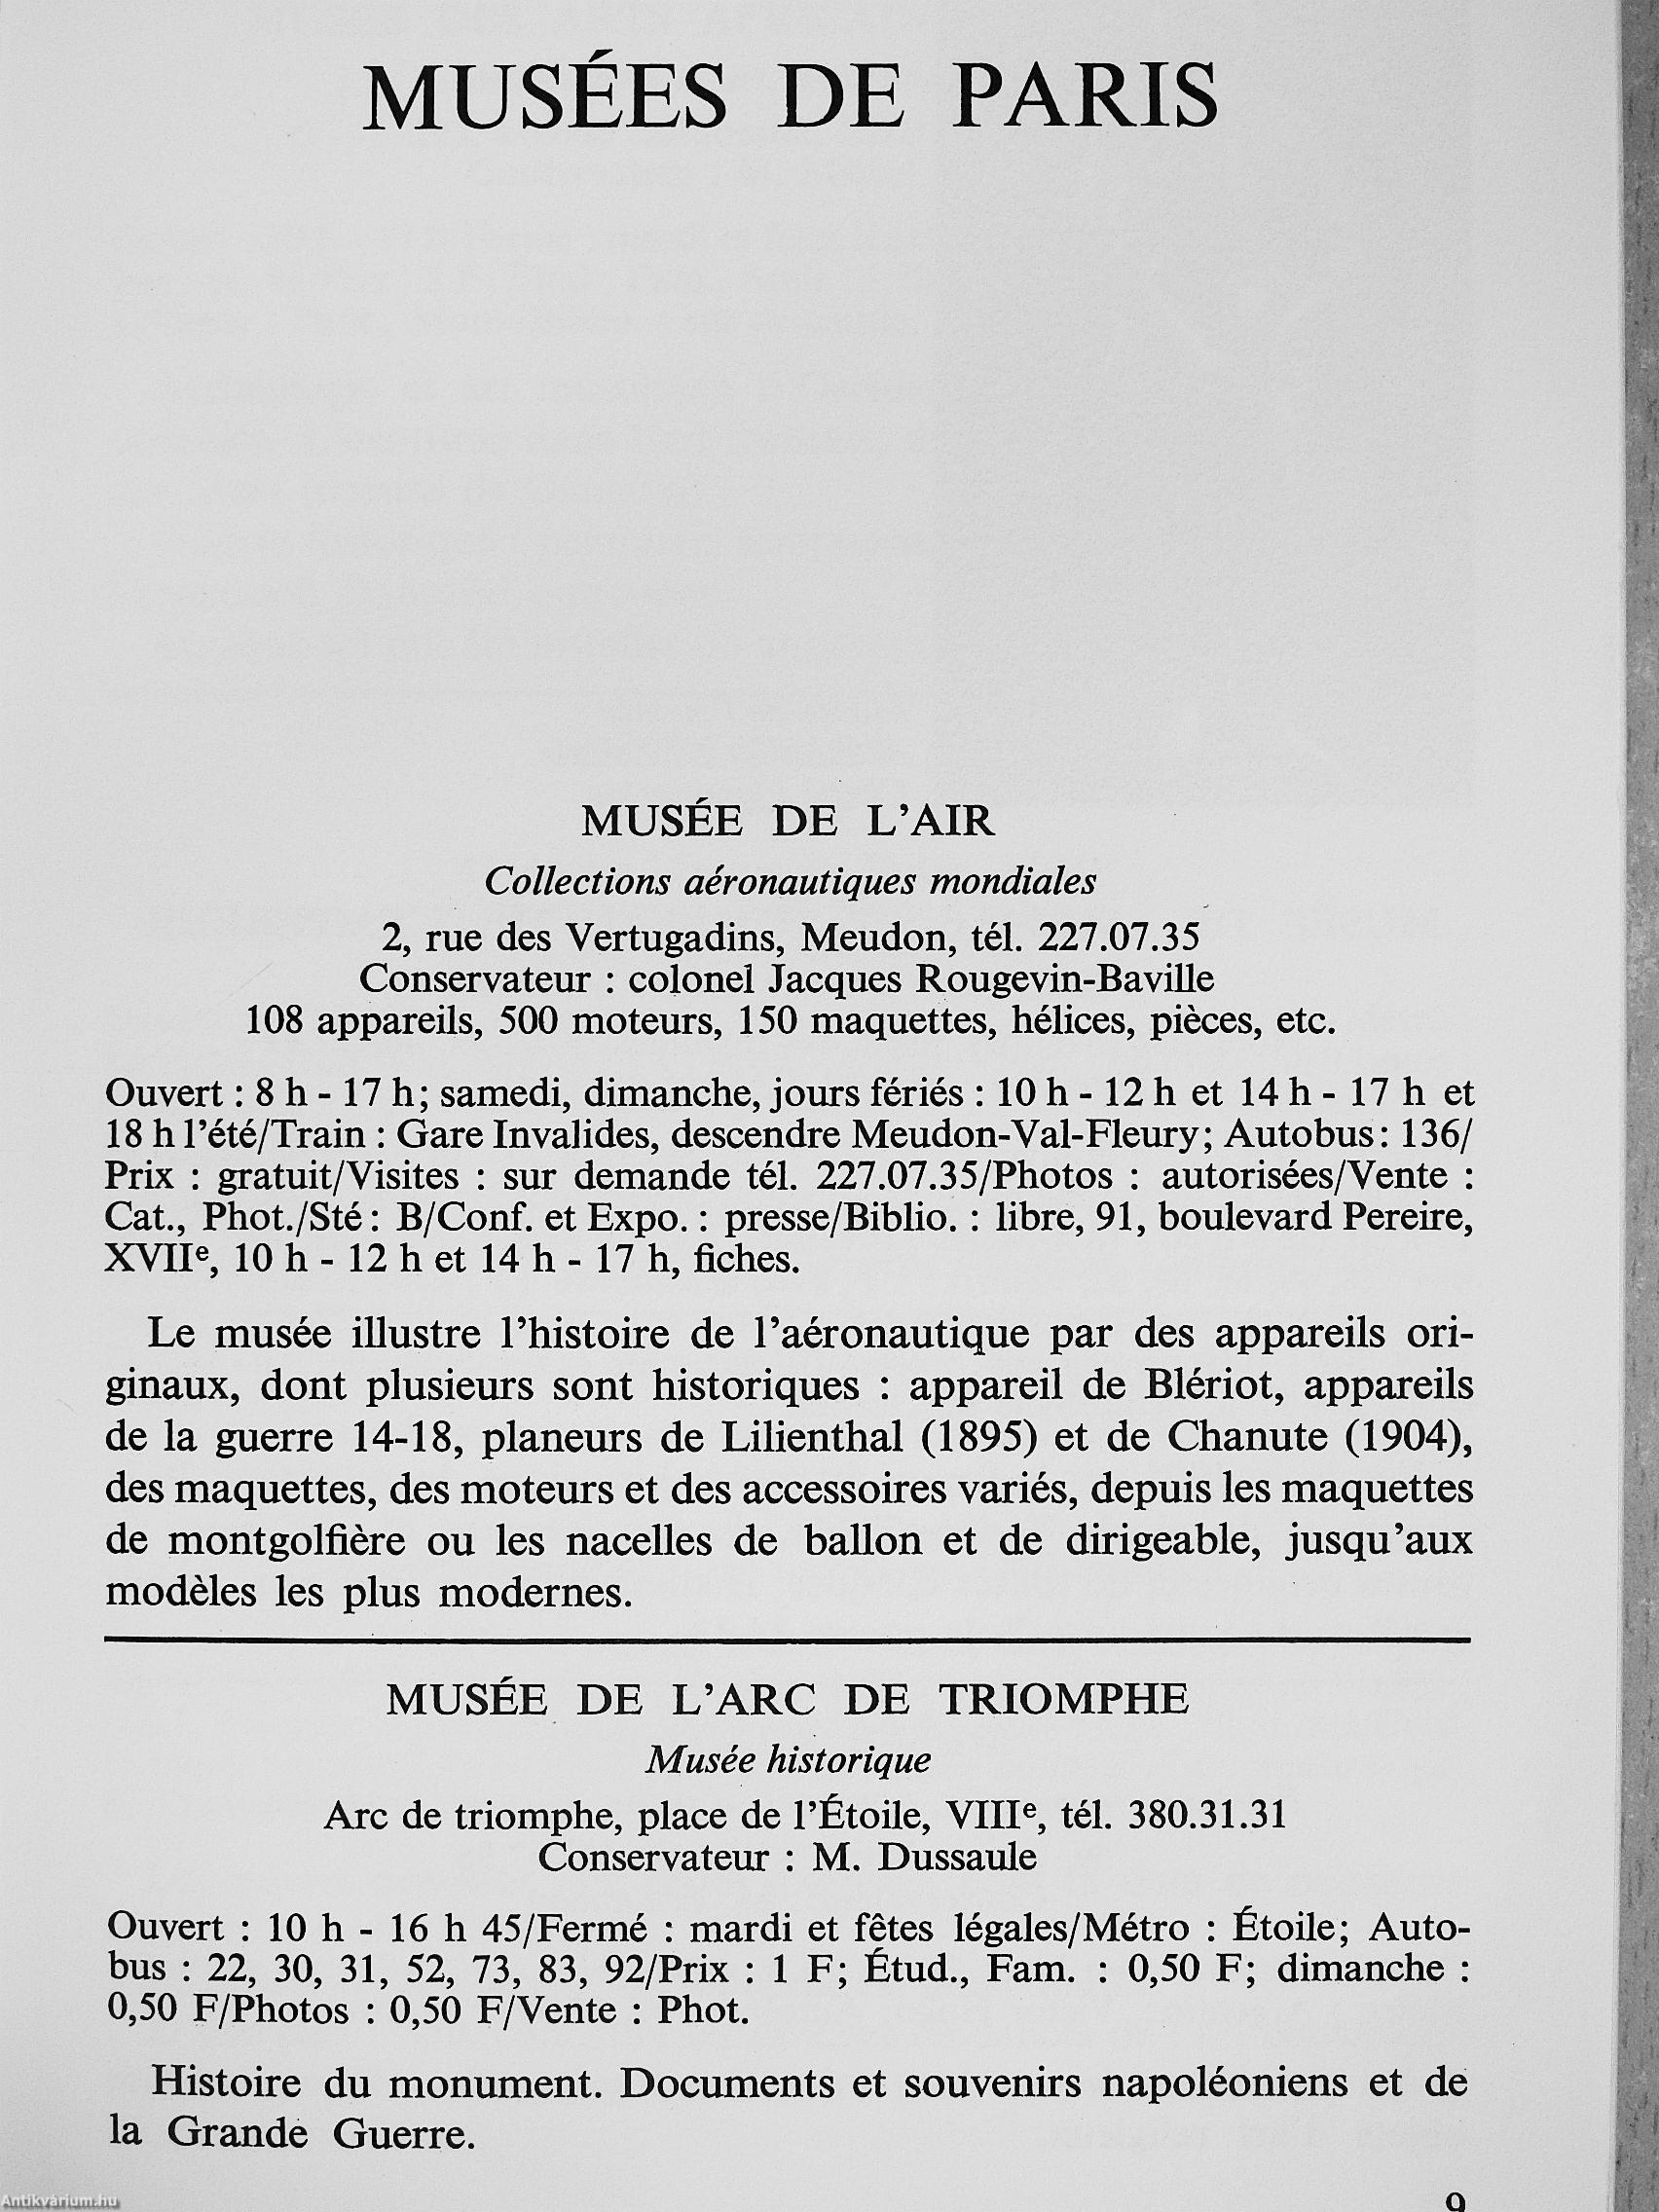 MUSÉES DE PARIS
MUSÉE DE L'AIR
Collections aéronautiques mondiales
2, rue des Vertugadins, Meudon, tél. 227.07.35
Conservateur : colonel Jacques Rougevin-Baville
108 appareils, 500 moteurs, 150 maquettes, hélices, pièces, etc.
Ouvert : 8 h - 17 h; samedi, dimanche, jours fériés : 10 h - 12 h et 14 h - 17 h et
18 h l'été/Train : Gare Invalides, descendre Meudon-Val-Fleury; Autobus : 136/
Prix : gratuit/Visites : sur demande tél. 227.07.35/Photos : autorisées/Vente :
Cat., Phot./Sté : B/Conf. et Expo. : presse/Biblio. : libre, 91, boulevard Pereire,
XVIIe, 10 h - 12 h et 14 h - 17 h, fiches.
Le musée illustre l'histoire de l'aéronautique par des appareils ori-
ginaux, dont plusieurs sont historiques : appareil de Blériot, appareils
de la guerre 14-18, planeurs de Lilienthal (1895) et de Chanute (1904),
des maquettes, des moteurs et des accessoires variés, depuis les maquettes
de montgolfière ou les nacelles de ballon et de dirigeable, jusqu'aux
modèles les plus modernes.
MUSÉE DE L'ARC DE TRIOMPHE
Musée historique
Arc de triomphe, place de l'Étoile, VIIIe, tél. 380.31.31
Conservateur : M. Dussaule
Ouvert : 10 h - 16 h 45/Fermé : mardi et fêtes légales/Métro : Étoile; Auto-
bus : 22, 30, 31, 52, 73, 83, 92/Prix : 1 F; Étud., Fam. : 0,50 F; dimanche :
0,50 F/Photos : 0,50 F/Vente : Phot.
Histoire du monument. Documents et souvenirs napoléoniens et de
la Grande Guerre.
9
Antikvárium.hu